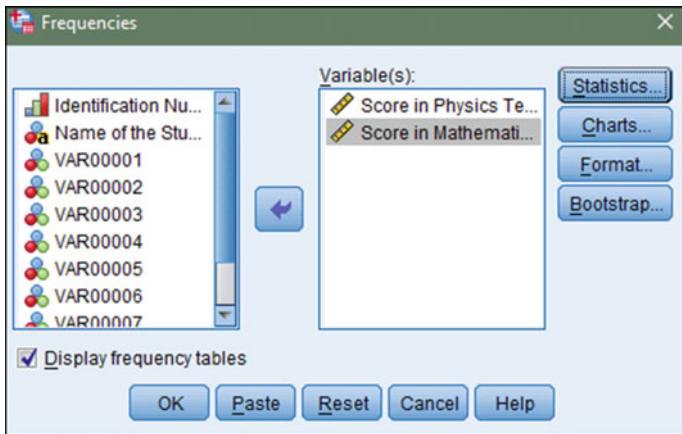 Frequencies
Variable(s):
Identification Nu...
Name of the Stu...
VAR00001
VAR00002
VAR00003
VAR00004
VAR00005
VAR00006
VAR00007
Score in Physics Te...
Score in Mathemati...
Statistics...
Charts...
Format...
Bootstrap...
Display frequency tables
OK Paste Reset Cancel Help